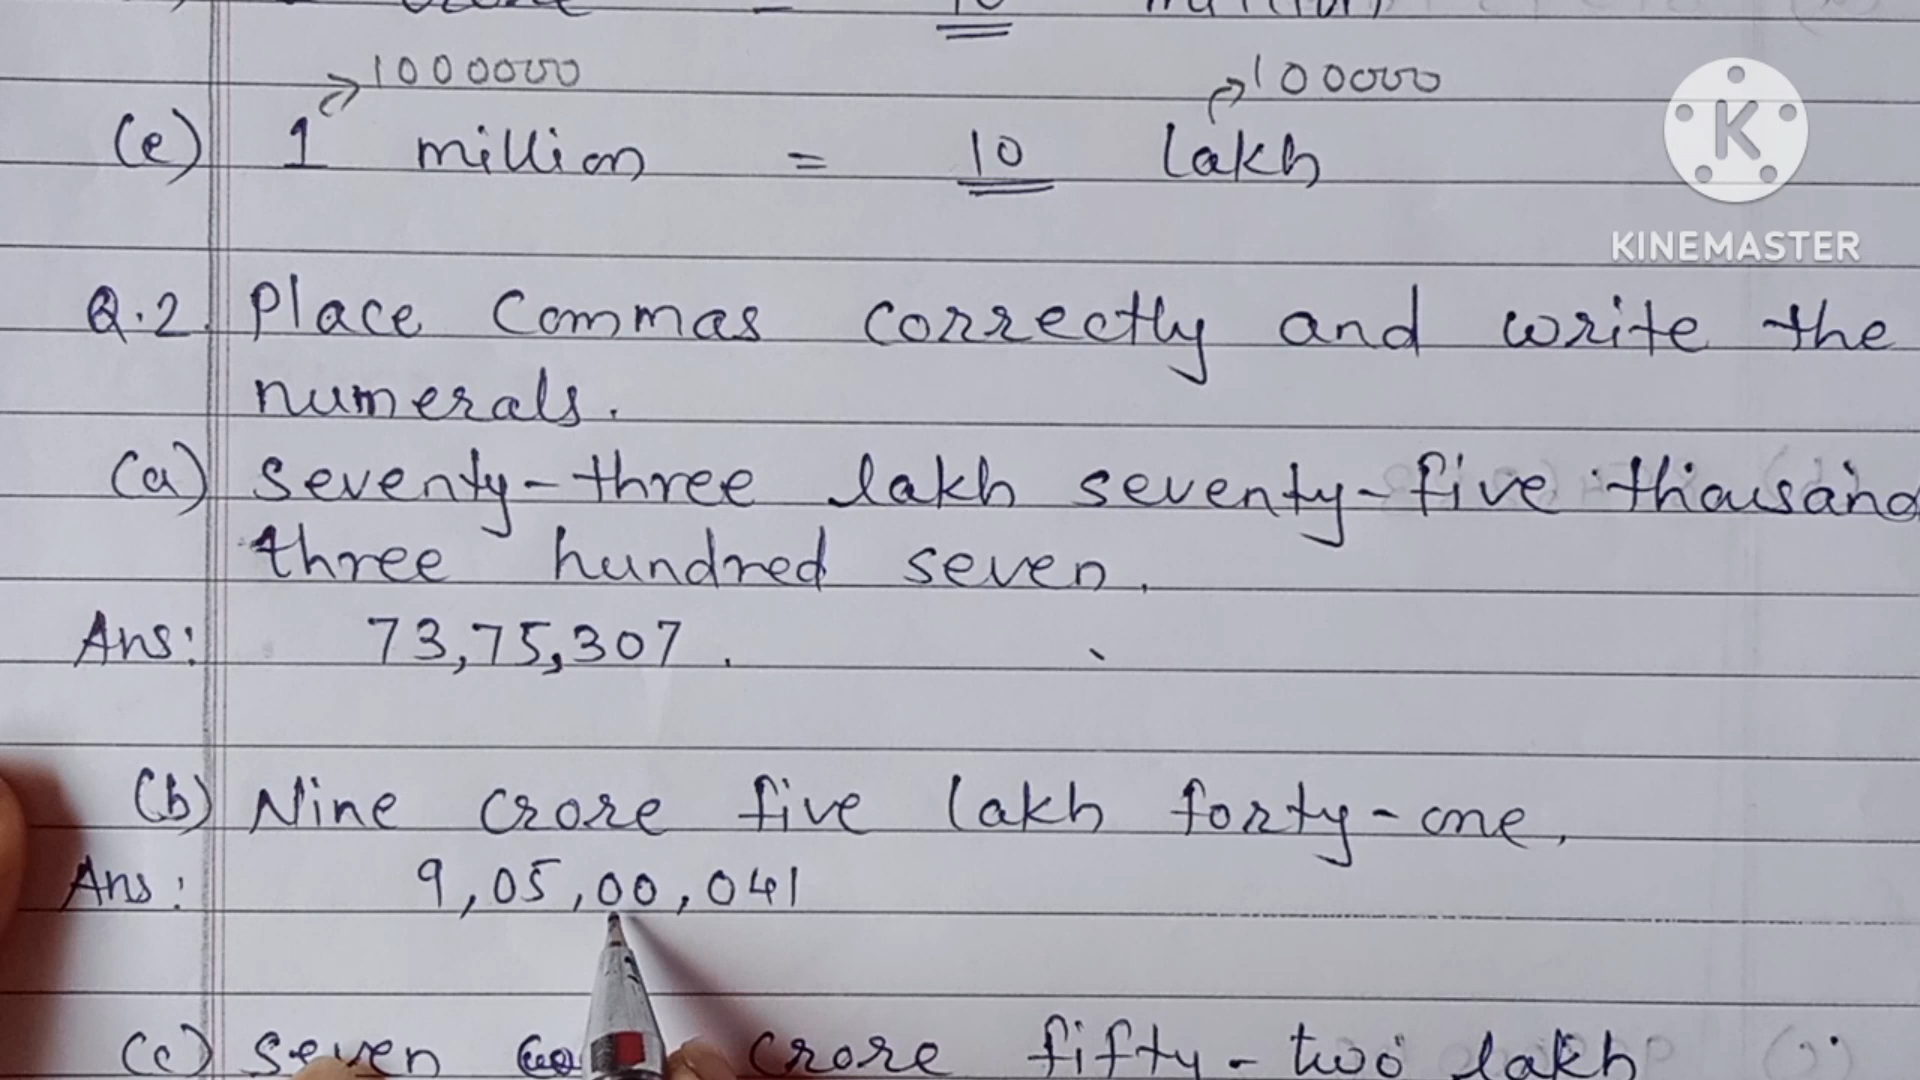 10
1000000 100000
(e) 1 million = 10 lakh
K
KINEMASTER
Q.2. Place Commas correctly and write the
numerals.
(a) seventy-three lakh seventy-five thousand
three hundred seven.
Ans: 73,75,307.
(b) Nine crore five lakh forty-one.
Ans: 9,05,00,041
(c) seven crore fifty-two lakh